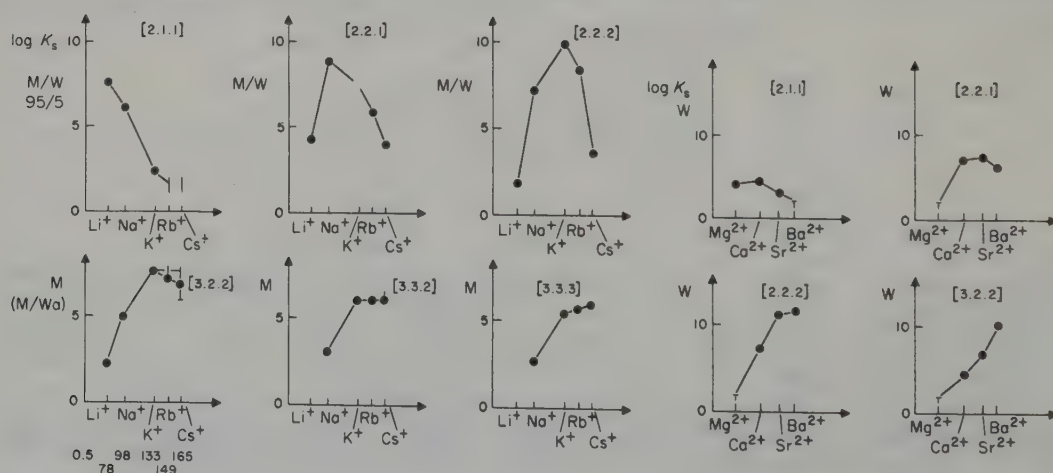 log Ks
10
[2.1.1]
M/W
95/5
5
0
Li+ Na+ / Rb+
K+ Cs+
10
[2.2.1]
M/W
5
0
Li+ Na+ / Rb+
K+ Cs+
10
[2.2.2]
M/W
5
0
Li+ Na+ / Rb+
K+ Cs+
log Ks
W
[2.1.1]
10
0
Mg2+ / Ba2+
Ca2+ Sr2+
W
[2.2.1]
10
0
Mg2+ / Ba2+
Ca2+ Sr2+
M
(M/Wa)
[3.2.2]
5
0
Li+ Na+ / Rb+
K+ Cs+
0.5 98 133 165
78 149
M
[3.3.2]
5
0
Li+ Na+ / Rb+
K+ Cs+
M
[3.3.3]
5
0
Li+ Na+ / Rb+
K+ Cs+
W
[2.2.2]
10
0
Mg2+ / Ba2+
Ca2+ Sr2+
W
[3.2.2]
10
0
Mg2+ / Ba2+
Ca2+ Sr2+